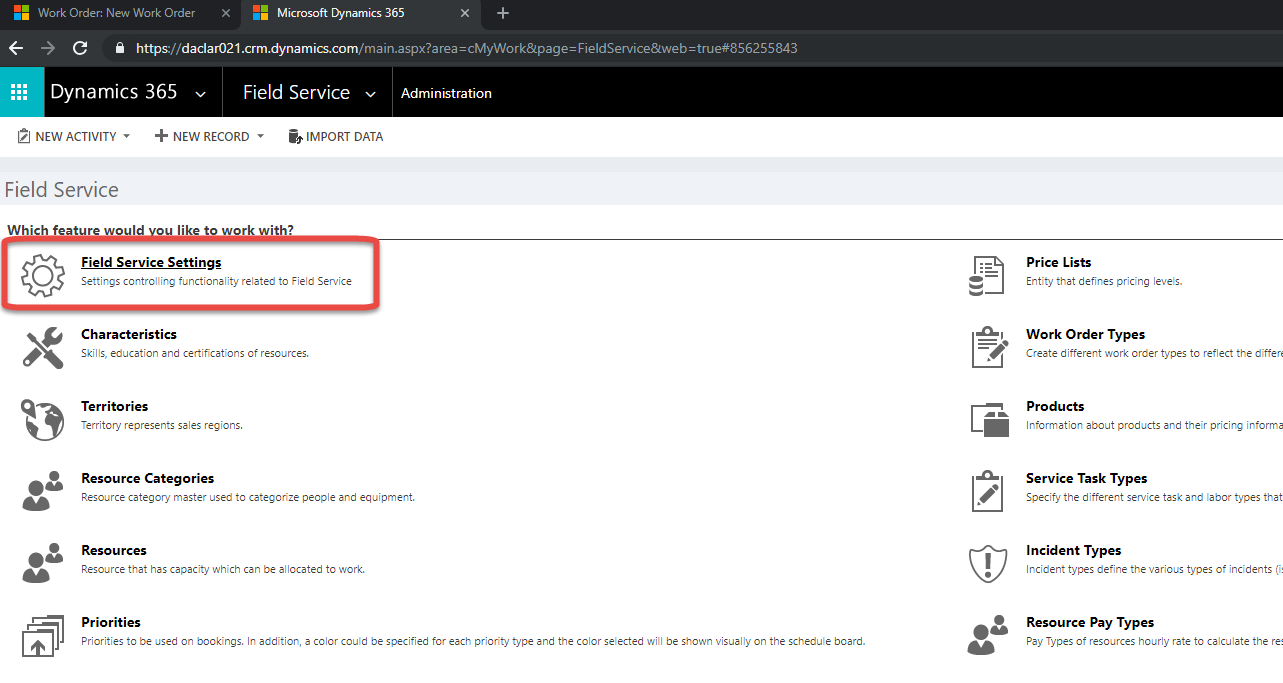 Work Order: New Work Order
Microsoft Dynamics 365
https://daclar021.crm.dynamics.com/main.aspx?area=cMyWork&page=FieldService&web=true#856255843
Dynamics 365
Field Service
Administration
NEW ACTIVITY
NEW RECORD
IMPORT DATA
Field Service
Which feature would you like to work with?
Field Service Settings
Settings controlling functionality related to Field Service
Price Lists
Entity that defines pricing levels.
Characteristics
Skills, education and certifications of resources.
Work Order Types
Create different work order types to reflect the differe
Territories
Territory represents sales regions.
Products
Information about products and their pricing informa
Resource Categories
Resource category master used to categorize people and equipment.
Service Task Types
Specify the different service task and labor types that
Resources
Resource that has capacity which can be allocated to work.
Incident Types
Incident types define the various types of incidents (is
Priorities
Priorities to be used on bookings. In addition, a color could be specified for each priority type and the color selected will be shown visually on the schedule board.
Resource Pay Types
Pay Types of resources hourly rate to calculate the res